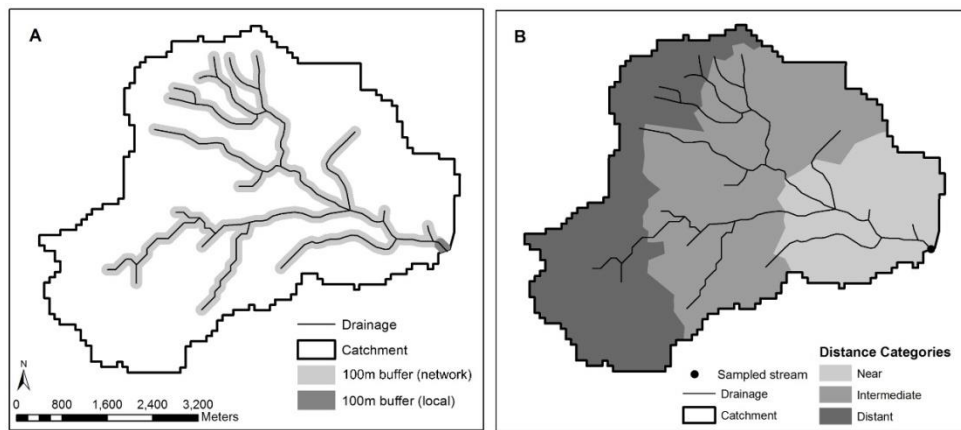 A
Drainage
Catchment
100m buffer (network)
100m buffer (local)
N
0 800 1,600 2,400 3,200
Meters
B
Distance Categories
Sampled stream
Drainage
Catchment
Near
Intermediate
Distant